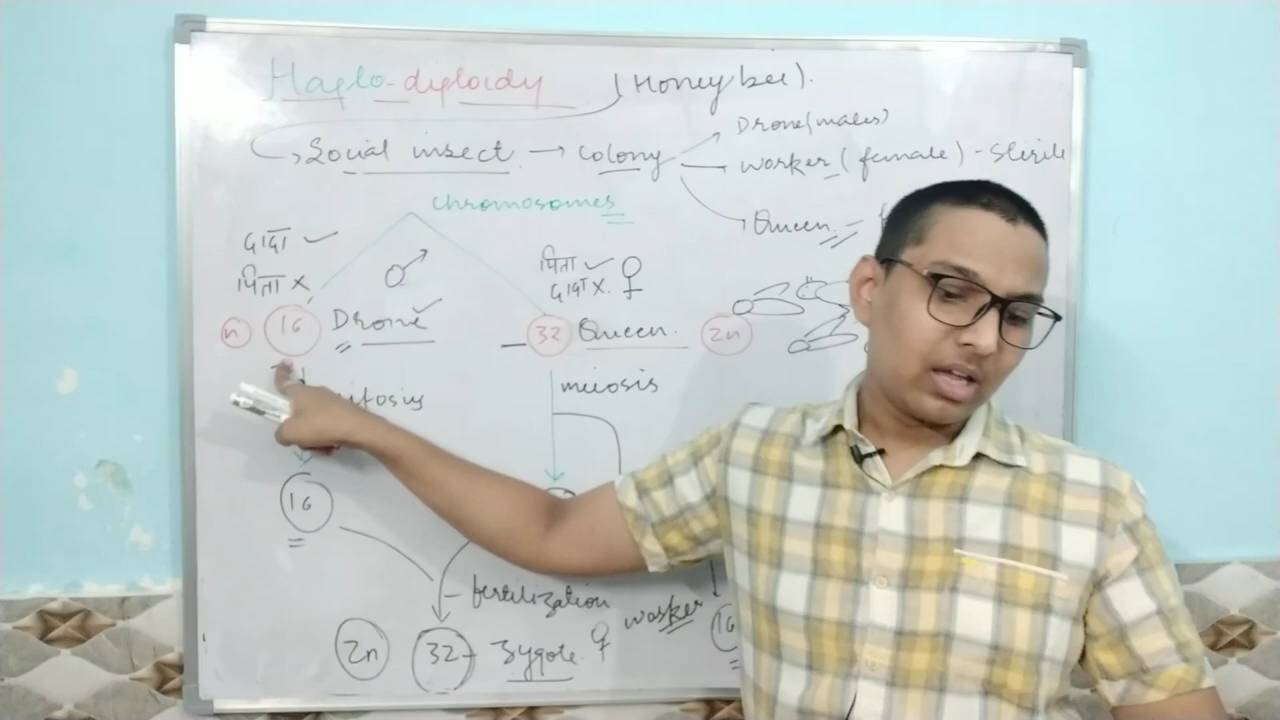 Haplo-diploidy (Honey bee).
Social insect → Colony
Drone (males)
worker (female) - Sterile
Queen -
chromosomes
दादा ✓
पिता ×
♂
पिता ✓ ♀
दादा ×.
n 16 Drone ✓
32 Queen. 2n
mitosis
meiosis
16
fertilization
2n 32 - Zygote. ♀ worker
16